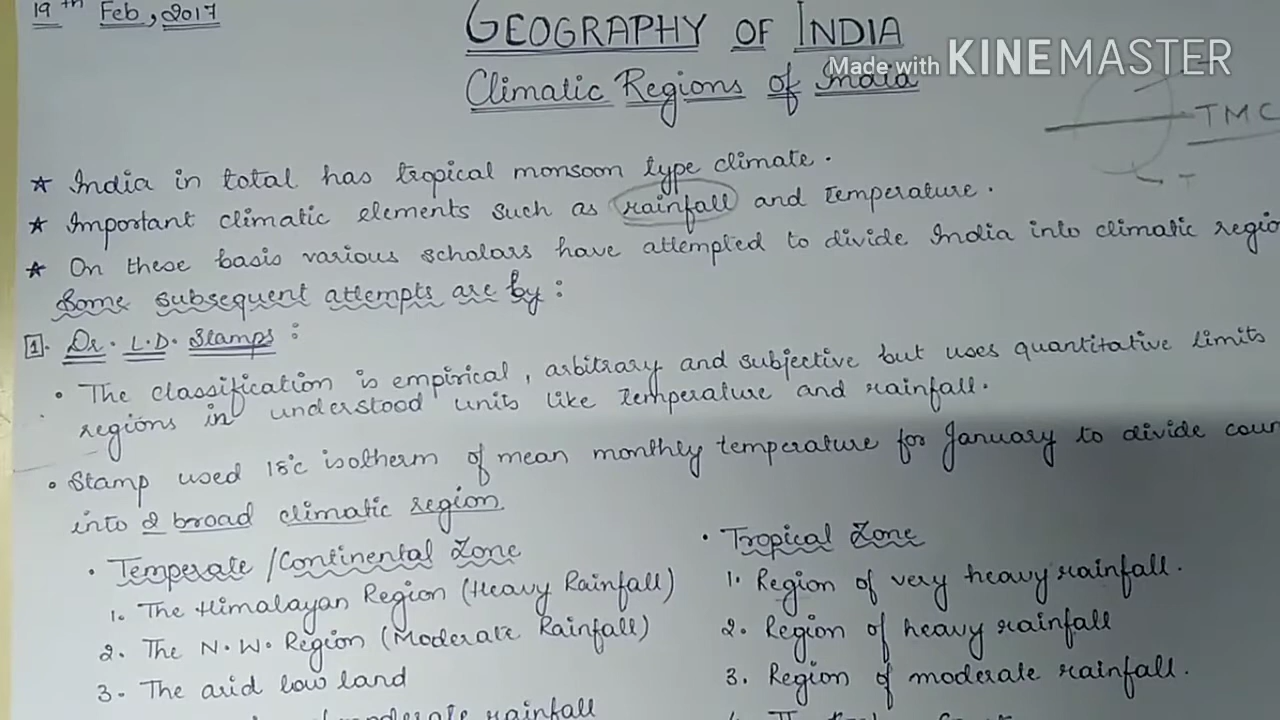 19th Feb, 2017
GEOGRAPHY OF INDIA
Made with KINEMASTER
Climatic Regions of India
TMC
T
★ India in total has tropical monsoon type climate.
★ Important climatic elements such as rainfall and temperature.
★ On these basis various scholars have attempted to divide India into climatic regio
Some subsequent attempts are by:
1. Dr. L.D. Stamps:
• The classification is empirical, arbitrary and subjective but uses quantitative limits
regions in understood units like temperature and rainfall.
• Stamp used 18°c isotherm of mean monthly temperature for January to divide coun
into 2 broad climatic region
• Temperate/Continental Zone
1. The Himalayan Region (Heavy Rainfall)
2. The N.W. Region (Moderate Rainfall)
3. The arid low land
moderate rainfall
• Tropical Zone
1. Region of very heavy rainfall.
2. Region of heavy rainfall
3. Region of moderate rainfall.